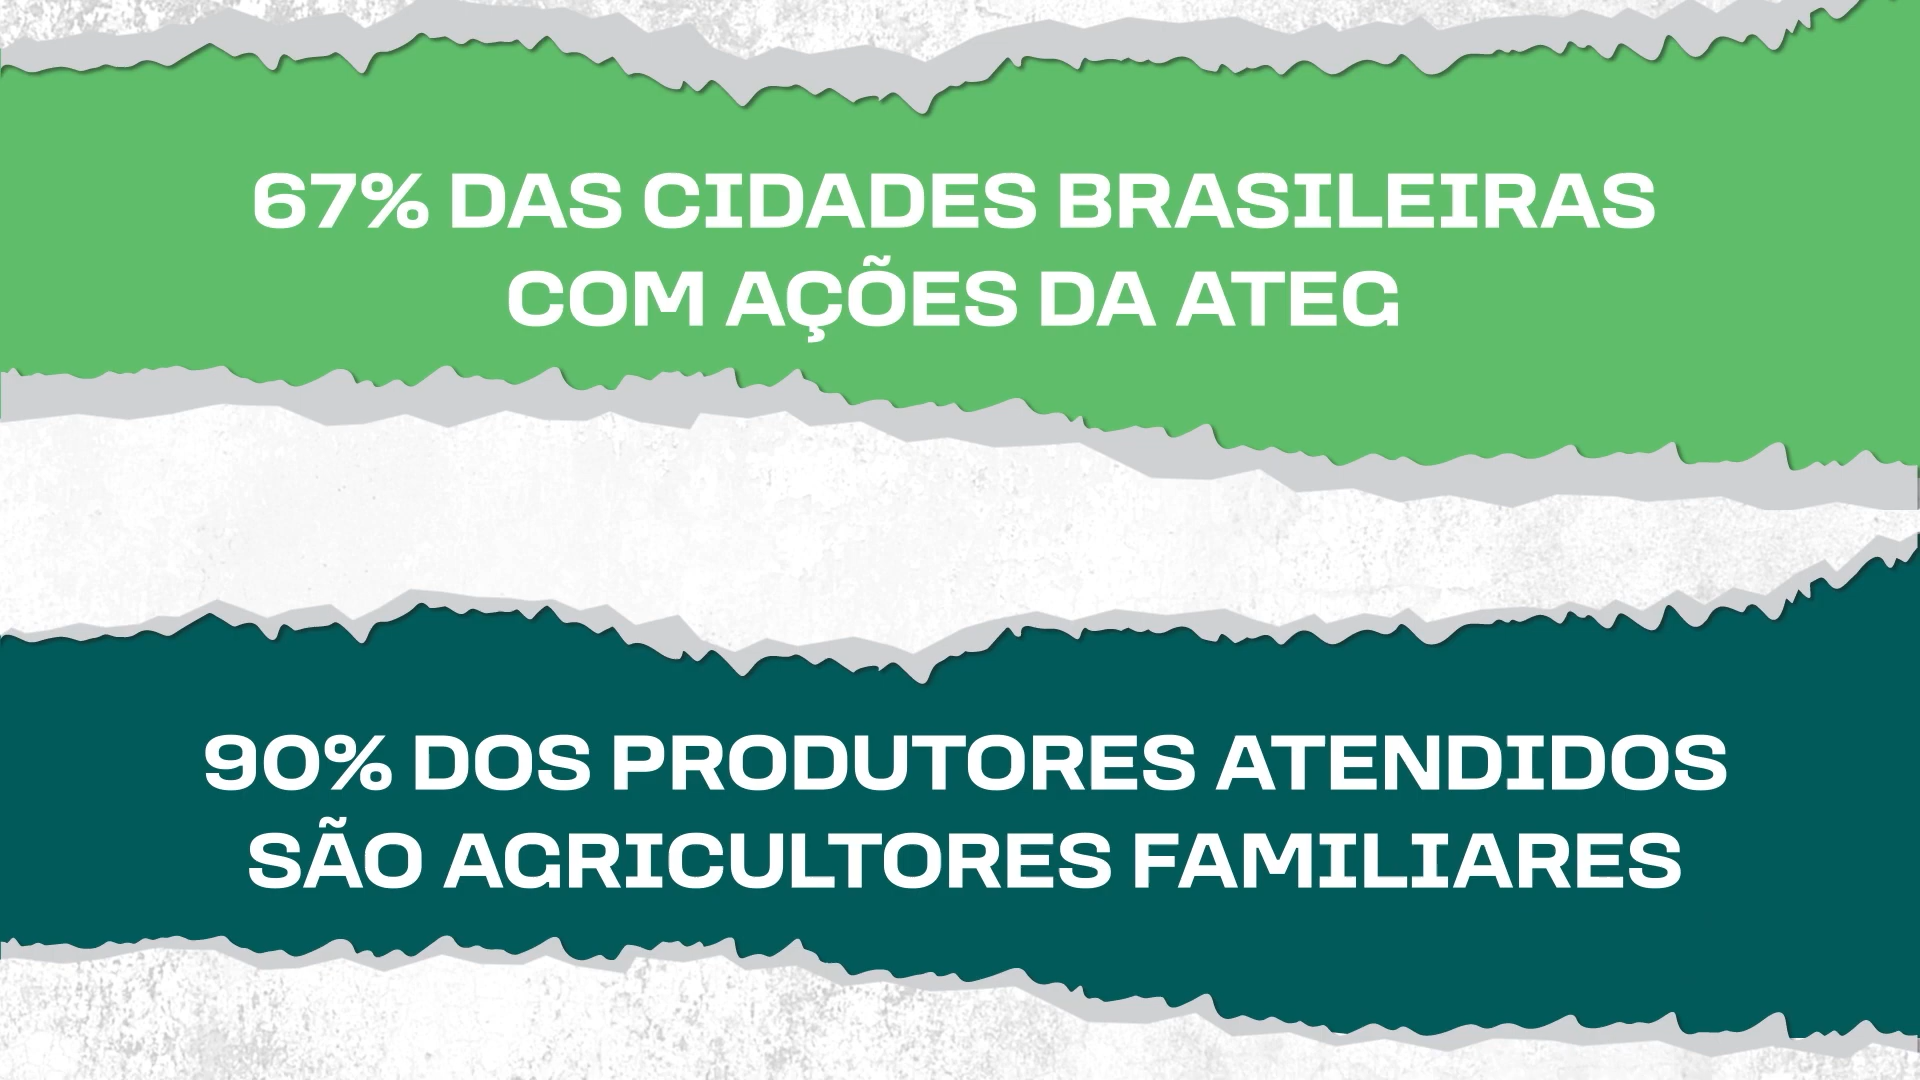 67% DAS CIDADES BRASILEIRAS
COM AÇÕES DA ATEG
90% DOS PRODUTORES ATENDIDOS
SÃO AGRICULTORES FAMILIARES